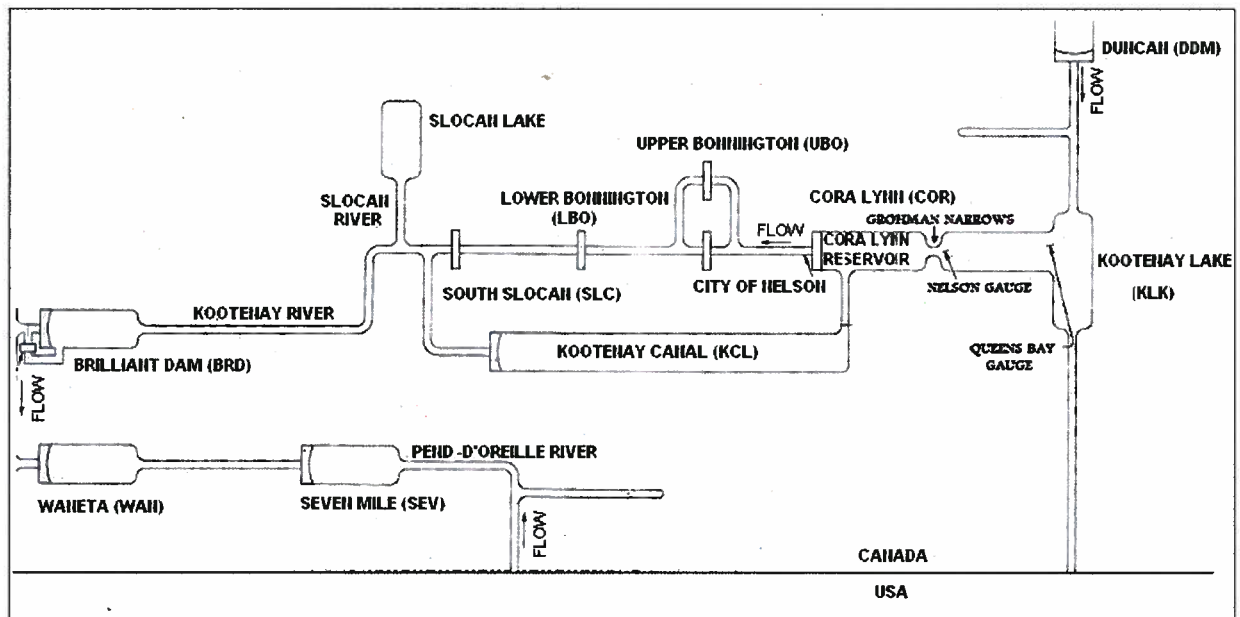 DUNCAN (DDM)
FLOW
SLOCAN LAKE
UPPER BONNINGTON (UBO)
SLOCAN
RIVER
LOWER BONNINGTON
(LBO)
CORA LYNN (COR)
GROHMAN NARROWS
FLOW
CORA LYNN
RESERVOIR
KOOTENAY LAKE
(KLK)
SOUTH SLOCAN (SLC)
CITY OF NELSON
NELSON GAUGE
KOOTENAY RIVER
KOOTENAY CANAL (KCL)
QUEENS BAY
GAUGE
BRILLIANT DAM (BRD)
FLOW
PEND -D'OREILLE RIVER
WANETA (WAN)
SEVEN MILE (SEV)
FLOW
CANADA
USA